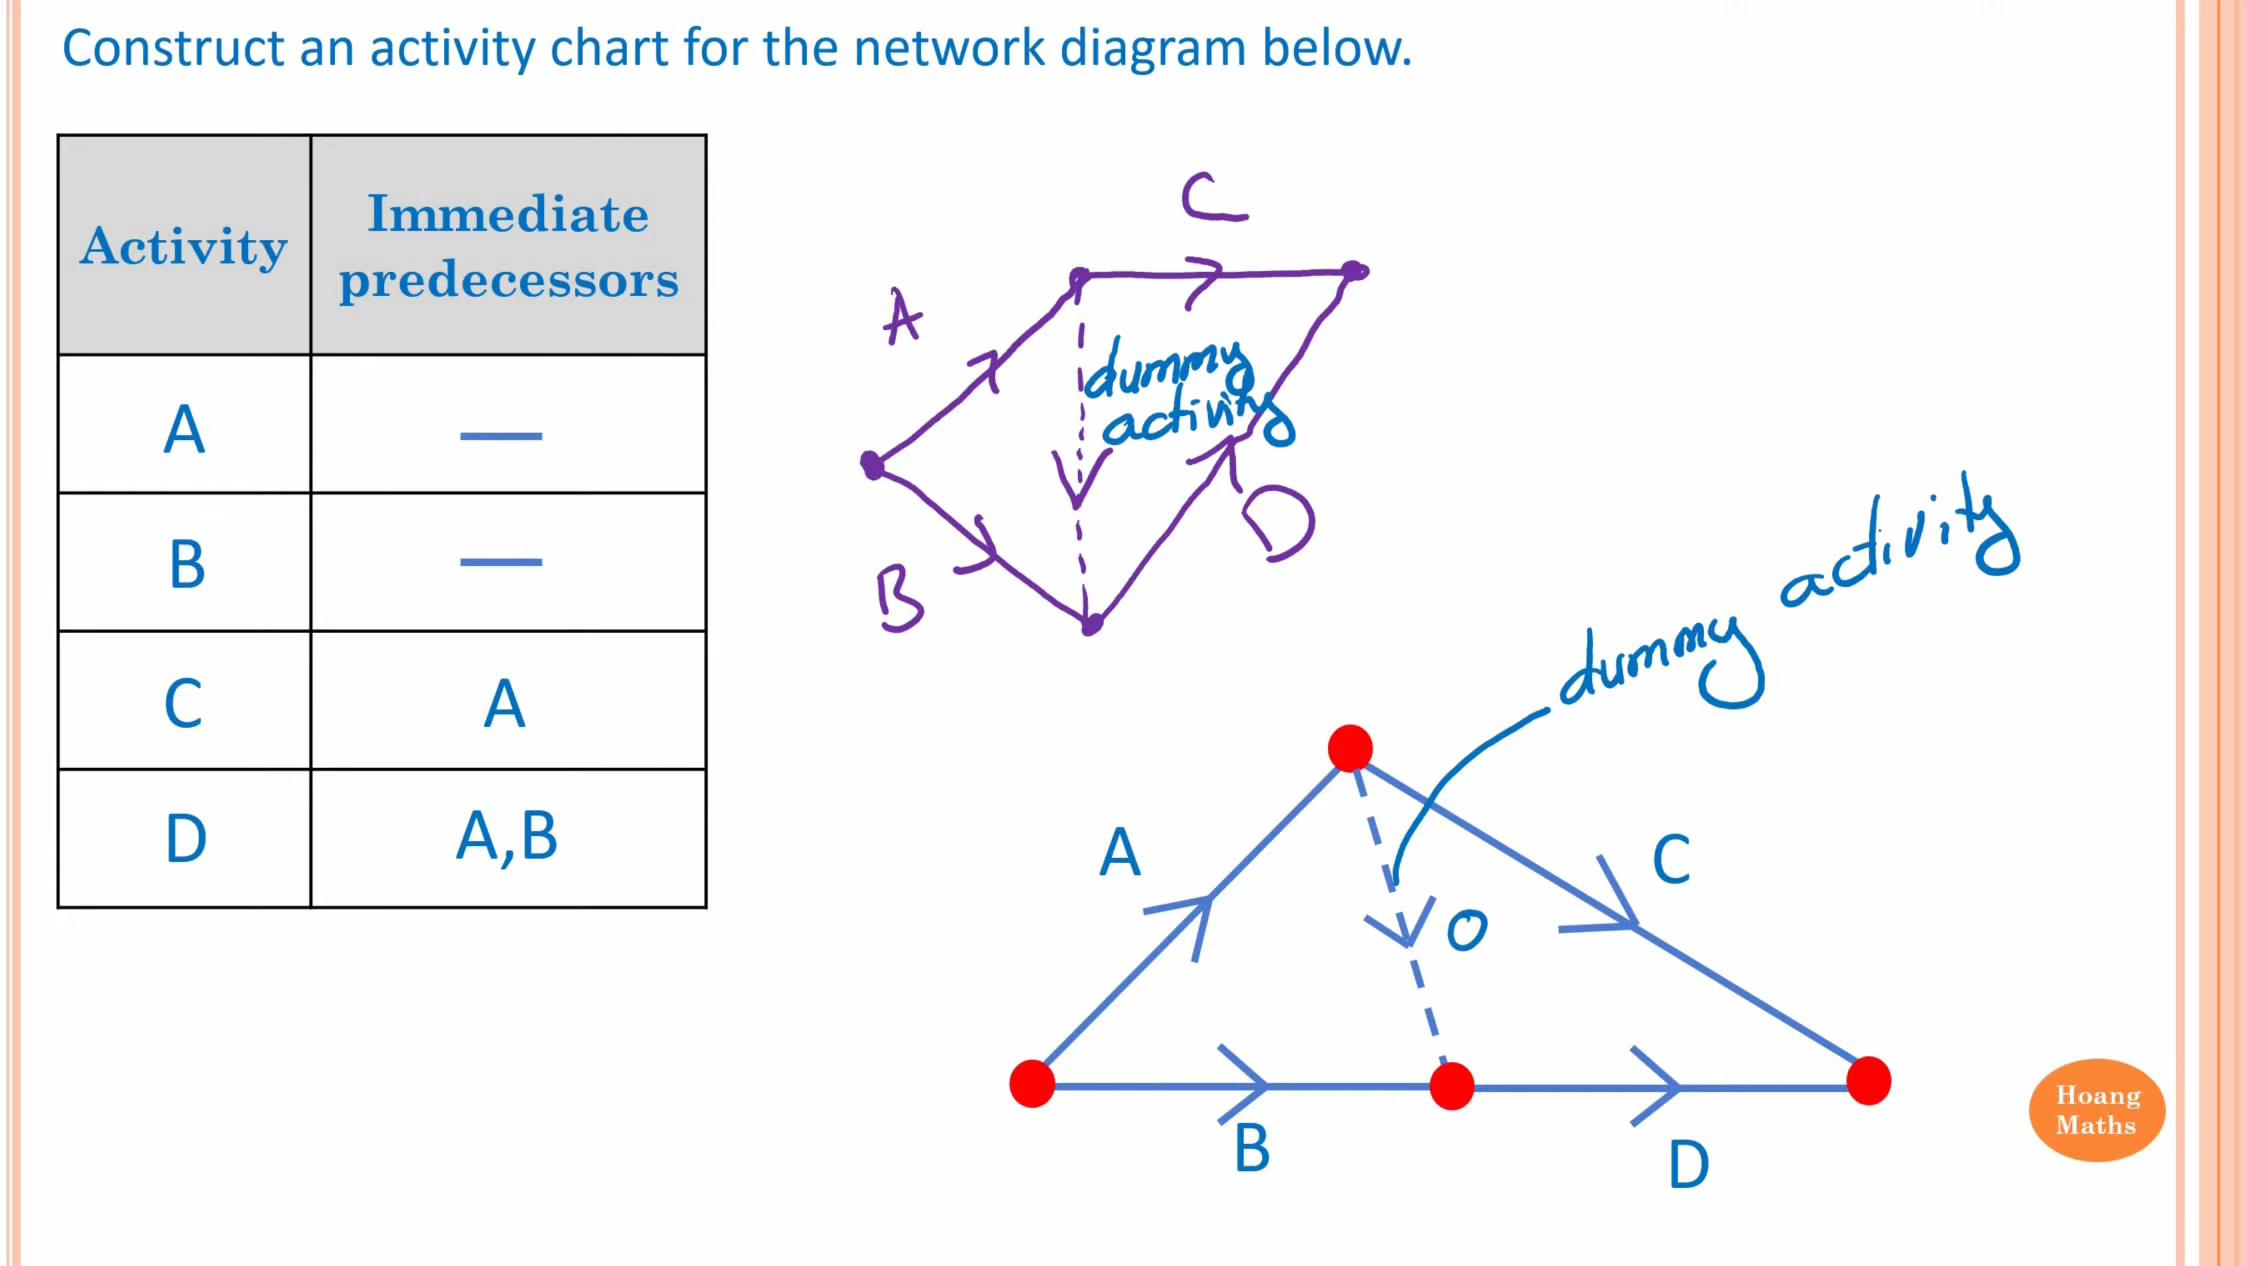 Construct an activity chart for the network diagram below.
Activity
Immediate
predecessors
A
—
B
—
C
A
D
A,B
C
A
dummy
activity
D
B
dummy activity
A
C
0
B
D
Hoang
Maths